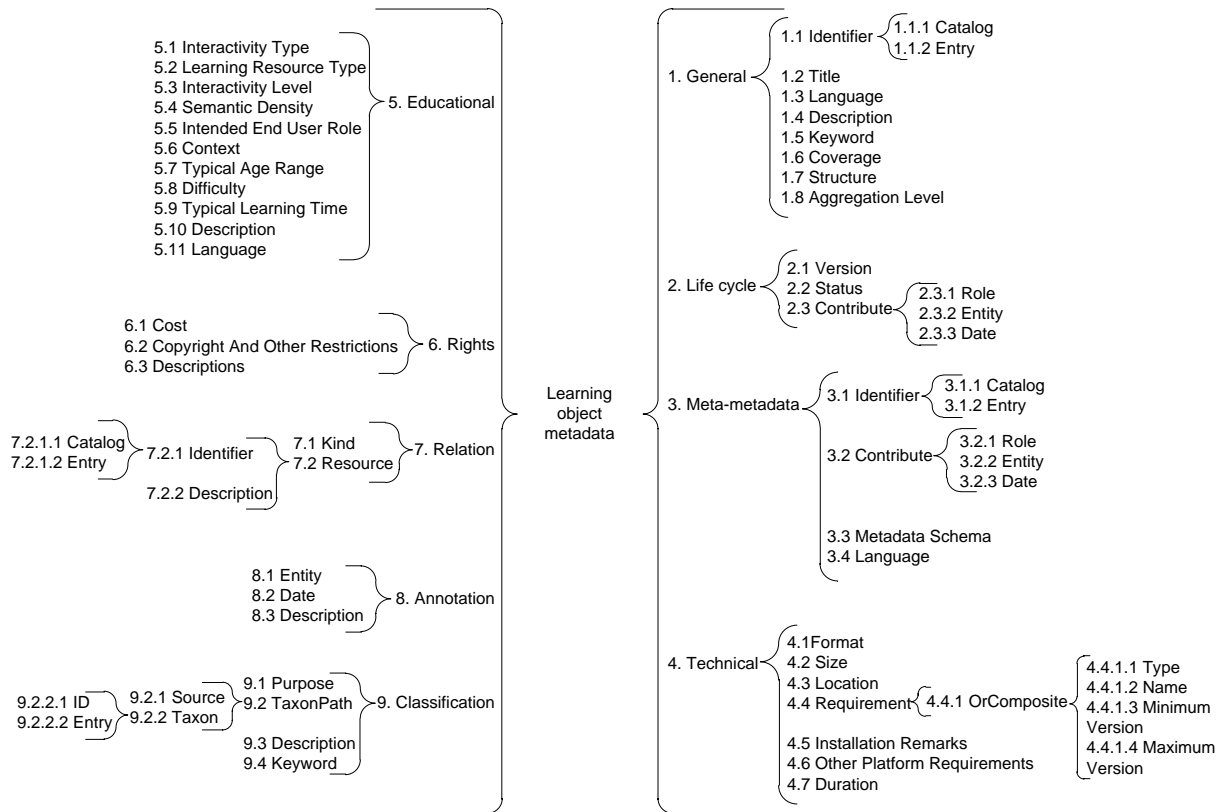 Learning
object
metadata
1. General
1.1 Identifier
1.1.1 Catalog
1.1.2 Entry
1.2 Title
1.3 Language
1.4 Description
1.5 Keyword
1.6 Coverage
1.7 Structure
1.8 Aggregation Level
2. Life cycle
2.1 Version
2.2 Status
2.3 Contribute
2.3.1 Role
2.3.2 Entity
2.3.3 Date
3. Meta-metadata
3.1 Identifier
3.1.1 Catalog
3.1.2 Entry
3.2 Contribute
3.2.1 Role
3.2.2 Entity
3.2.3 Date
3.3 Metadata Schema
3.4 Language
4. Technical
4.1Format
4.2 Size
4.3 Location
4.4 Requirement
4.4.1 OrComposite
4.4.1.1 Type
4.4.1.2 Name
4.4.1.3 Minimum
Version
4.4.1.4 Maximum
Version
4.5 Installation Remarks
4.6 Other Platform Requirements
4.7 Duration
5. Educational
5.1 Interactivity Type
5.2 Learning Resource Type
5.3 Interactivity Level
5.4 Semantic Density
5.5 Intended End User Role
5.6 Context
5.7 Typical Age Range
5.8 Difficulty
5.9 Typical Learning Time
5.10 Description
5.11 Language
6. Rights
6.1 Cost
6.2 Copyright And Other Restrictions
6.3 Descriptions
7. Relation
7.1 Kind
7.2 Resource
7.2.1 Identifier
7.2.1.1 Catalog
7.2.1.2 Entry
7.2.2 Description
8. Annotation
8.1 Entity
8.2 Date
8.3 Description
9. Classification
9.1 Purpose
9.2 TaxonPath
9.2.1 Source
9.2.2 Taxon
9.2.2.1 ID
9.2.2.2 Entry
9.3 Description
9.4 Keyword